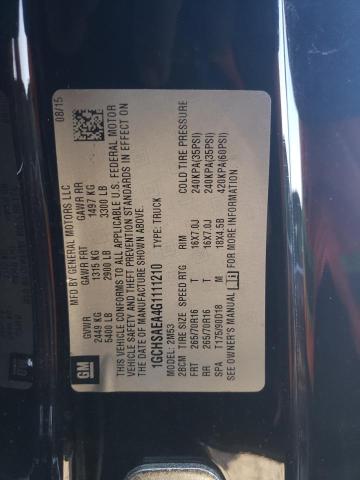 GM
MFD BY GENERAL MOTORS LLC 08/15
GVWR GAWR FRT GAWR RR
2449 KG 1315 KG 1497 KG
5400 LB 2900 LB 3300 LB
THIS VEHICLE CONFORMS TO ALL APPLICABLE U.S. FEDERAL MOTOR
VEHICLE SAFETY AND THEFT PREVENTION STANDARDS IN EFFECT ON
THE DATE OF MANUFACTURE SHOWN ABOVE.
1GCHSAEA4G1111210 TYPE: TRUCK
MODEL: 2M53
2BCM TIRE SIZE SPEED RTG RIM COLD TIRE PRESSURE
FRT 265/70R16 T 16X7.0J 240KPA(35PSI)
RR 265/70R16 T 16X7.0J 240KPA(35PSI)
SPA T175/90D18 M 18X4.5B 420KPA(60PSI)
SEE OWNER'S MANUAL FOR MORE INFORMATION.